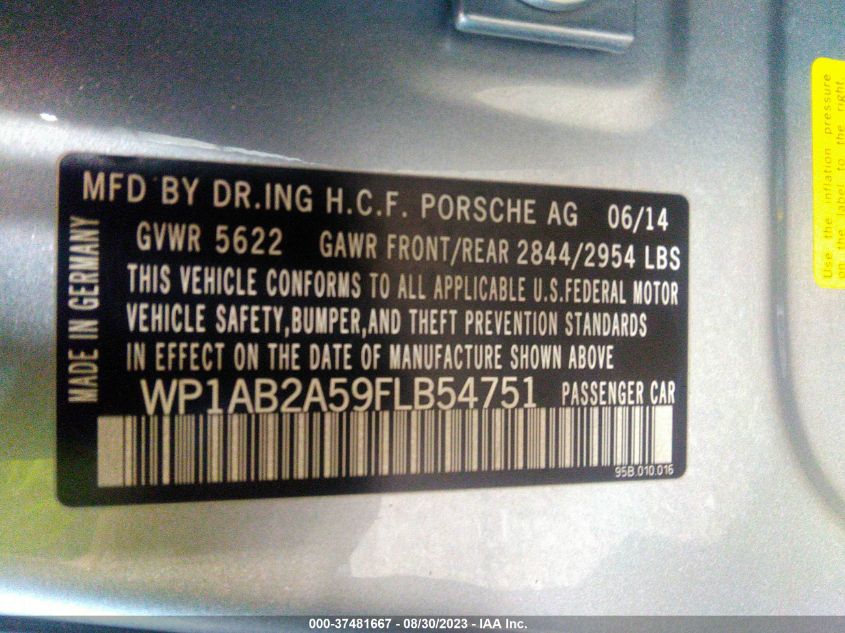 MFD BY DR.ING H.C.F. PORSCHE AG 06/14
GVWR 5622 GAWR FRONT/REAR 2844/2954 LBS
THIS VEHICLE CONFORMS TO ALL APPLICABLE U.S.FEDERAL MOTOR
VEHICLE SAFETY,BUMPER,AND THEFT PREVENTION STANDARDS
IN EFFECT ON THE DATE OF MANUFACTURE SHOWN ABOVE
WP1AB2A59FLB54751 PASSENGER CAR
95B.010.016
MADE IN GERMANY
Use the inflation pressure
on the label to the right.
000-37481667 - 08/30/2023 - IAA Inc.